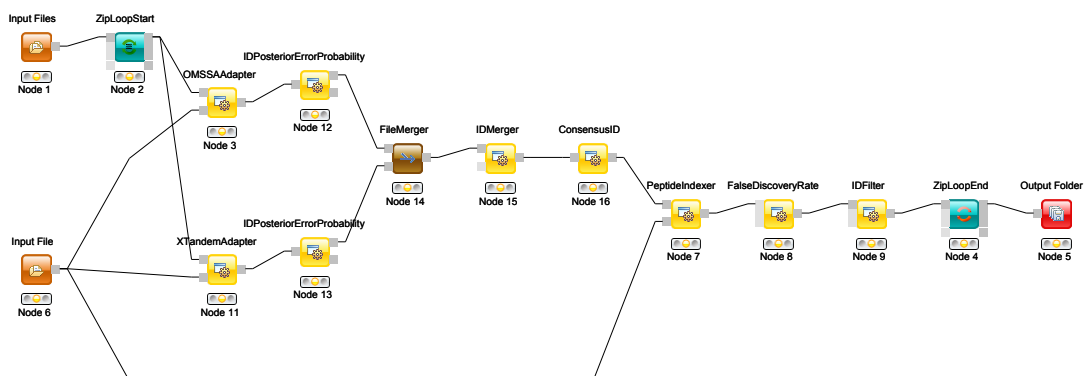 Input Files
ZipLoopStart
Node 1
Node 2
OMSSAAdapter
Node 3
IDPosteriorErrorProbability
Node 12
FileMerger
Node 14
IDMerger
Node 15
ConsensusID
Node 16
Input File
Node 6
XTandemAdapter
Node 11
IDPosteriorErrorProbability
Node 13
PeptideIndexer
Node 7
FalseDiscoveryRate
Node 8
IDFilter
Node 9
ZipLoopEnd
Node 4
Output Folder
Node 5